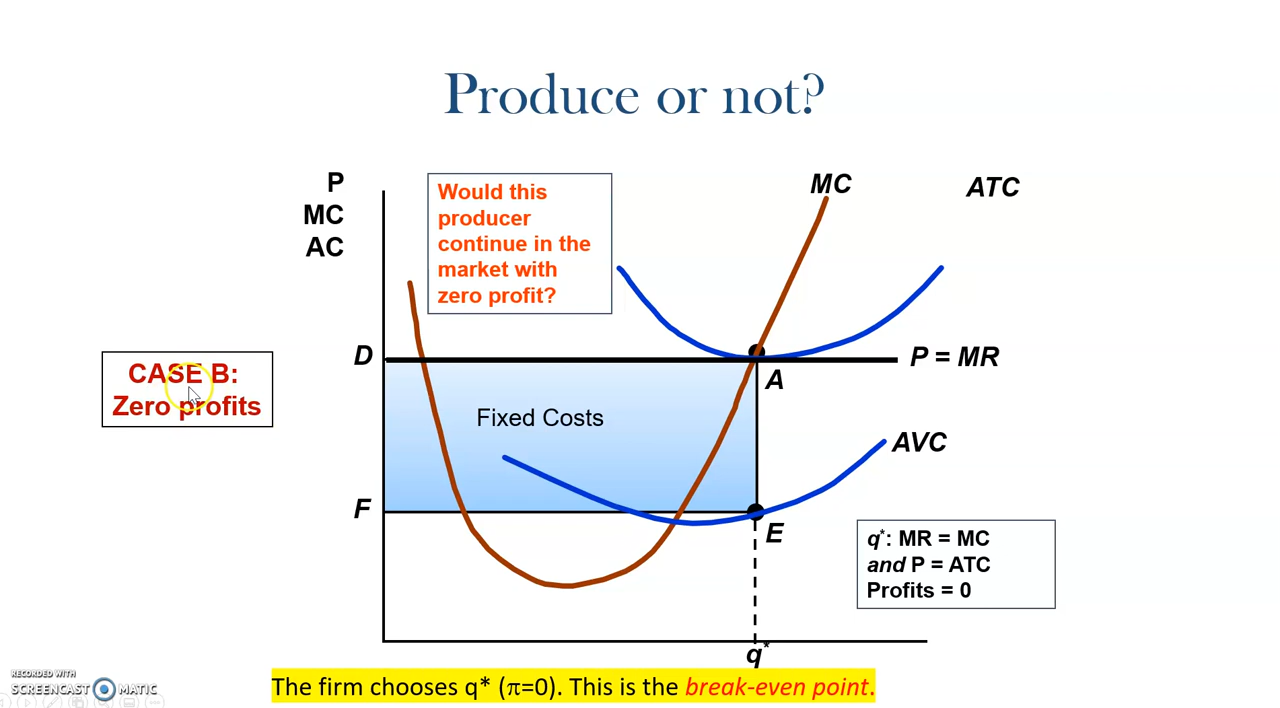 Produce or not?
P
MC
AC
Would this
producer
continue in the
market with
zero profit?
MC
ATC
D
P = MR
A
CASE B:
Zero profits
Fixed Costs
AVC
F
E
q*: MR = MC
and P = ATC
Profits = 0
q*
RECORDED WITH
SCREENCAST MATIC
The firm chooses q* (π=0). This is the break-even point.